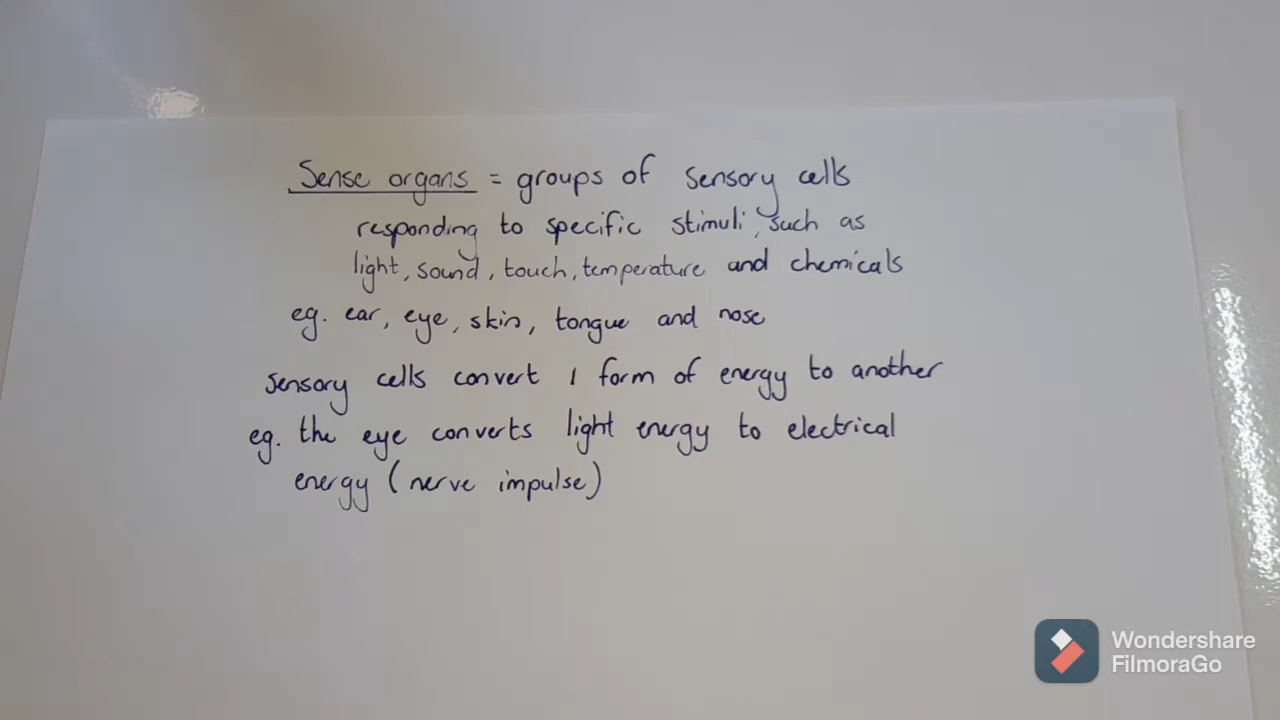 Sense organs = groups of sensory cells
responding to specific stimuli, such as
light, sound, touch, temperature and chemicals
eg. ear, eye, skin, tongue and nose
sensory cells convert 1 form of energy to another
eg. the eye converts light energy to electrical
energy (nerve impulse)
Wondershare
FilmoraGo